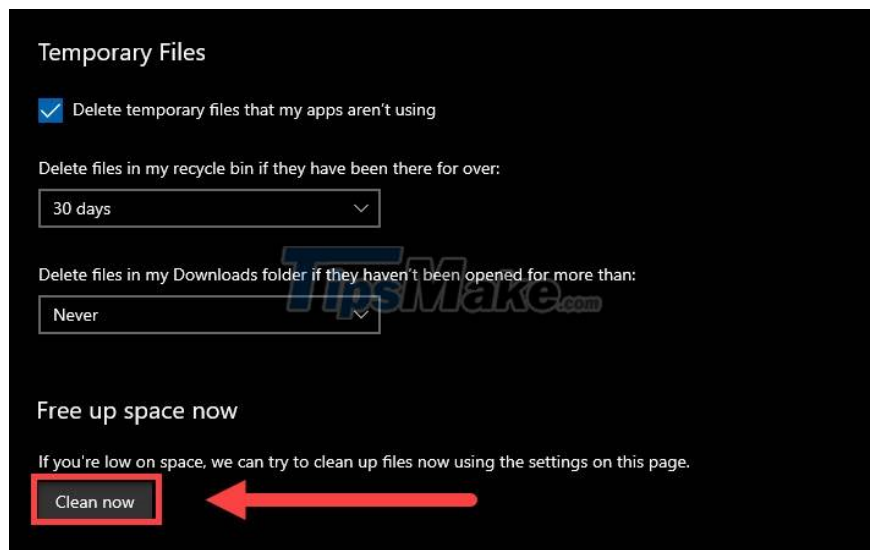 Temporary Files
Delete temporary files that my apps aren't using
Delete files in my recycle bin if they have been there for over:
30 days
Delete files in my Downloads folder if they haven't been opened for more than:
TipsMake.com
Never
Free up space now
If you're low on space, we can try to clean up files now using the settings on this page.
Clean now